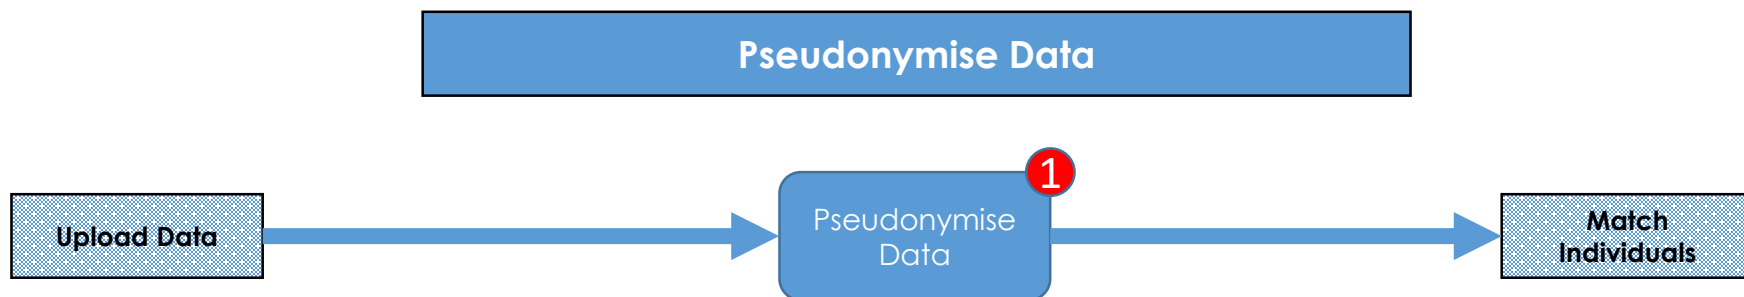 Pseudonymise Data
1
Upload Data
Pseudonymise
Data
Match
Individuals